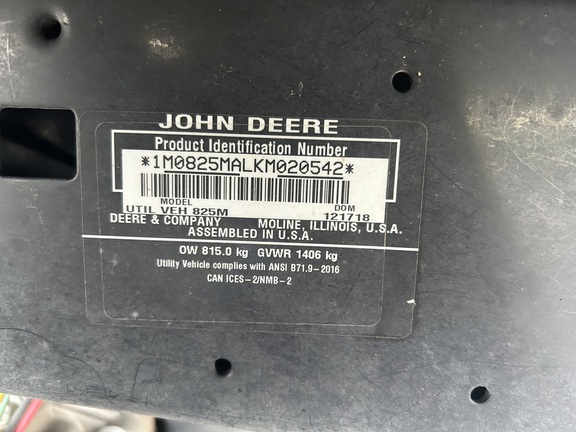 JOHN DEERE
Product Identification Number
*1M0825MALKM020542*
MODEL DOM
UTIL VEH 825M 121718
DEERE & COMPANY MOLINE, ILLINOIS, U.S.A.
ASSEMBLED IN U.S.A.
OW 815.0 kg GVWR 1406 kg
Utility Vehicle complies with ANSI B71.9-2016
CAN ICES-2/NMB-2